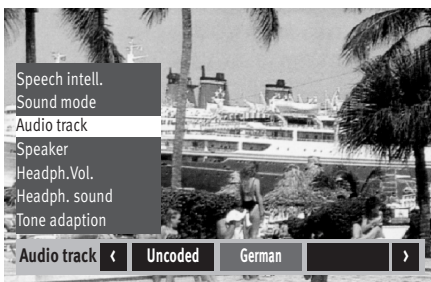 Speech intell.
Sound mode
Audio track
Speaker
Headph.Vol.
Headph. sound
Tone adaption
Audio track ‹ Uncoded German ›